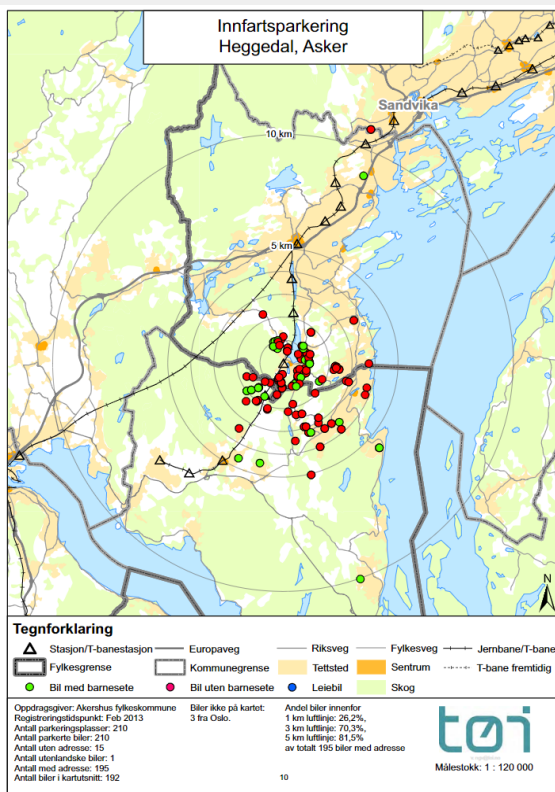 Innfartsparkering
Heggedal, Asker
Sandvika
10 km
5 km
N
Tegnforklaring
Stasjon/T-banestasjon Europaveg Riksveg Fylkesveg Jernbane/T-bane
Fylkesgrense Kommunegrense Tettsted Sentrum T-bane fremtidig
Bil med barnesete Bil uten barnesete Leiebil Skog
Oppdragsgiver: Akershus fylkeskommune
Registreringstidspunt: Feb 2013
Antall parkeringsplasser: 210
Antall parkerte biler: 210
Antall uten adresse: 15
Antall utenlandske biler: 1
Antall med adresse: 195
Antall biler i kartutsnitt: 192
Biler ikke på kartet:
3 fra Oslo.
Andel biler innenfor
1 km luftlinje: 26,2%,
3 km luftlinje: 70,3%,
5 km luftlinje: 81,5%
av totalt 195 biler med adresse
10
tøi
Målestokk: 1 : 120 000